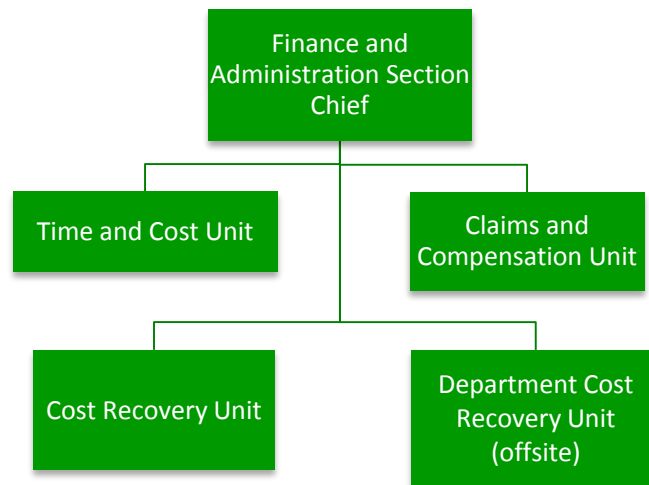 Finance and
Administration Section
Chief
Time and Cost Unit
Claims and
Compensation Unit
Cost Recovery Unit
Department Cost
Recovery Unit
(offsite)